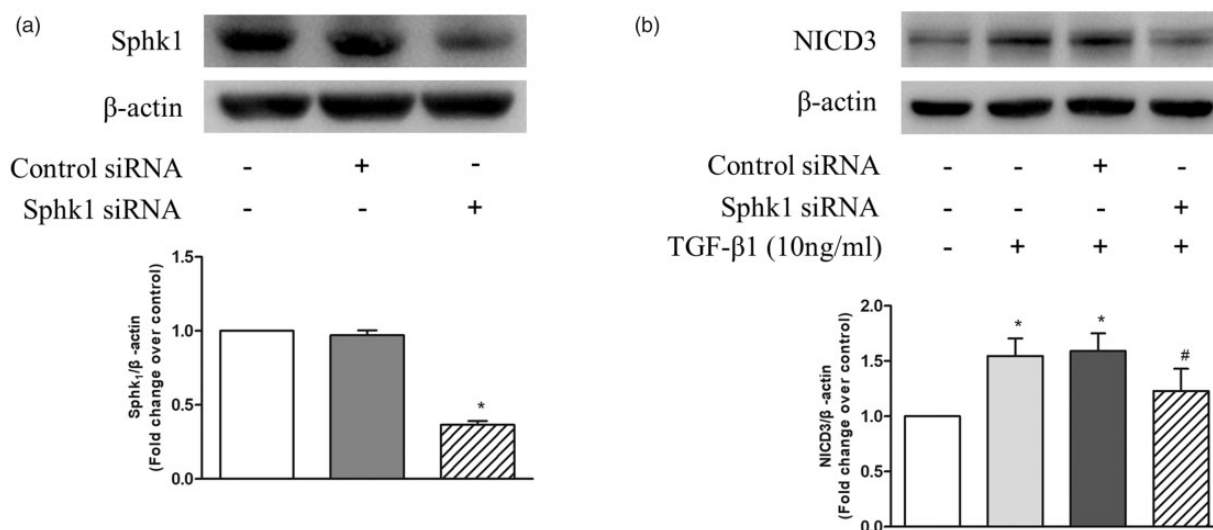 (a)
Sphk1
β-actin
Control siRNA - + -
Sphk1 siRNA - - +
Sphk1/β -actin
(Fold change over control)
1.5
1.0
0.5
0.0
*
(b)
NICD3
β-actin
Control siRNA - - + -
Sphk1 siRNA - - - +
TGF-β1 (10ng/ml) - + + +
NICD3/β -actin
(Fold change over control)
2.0
1.5
1.0
0.5
0.0
* * #